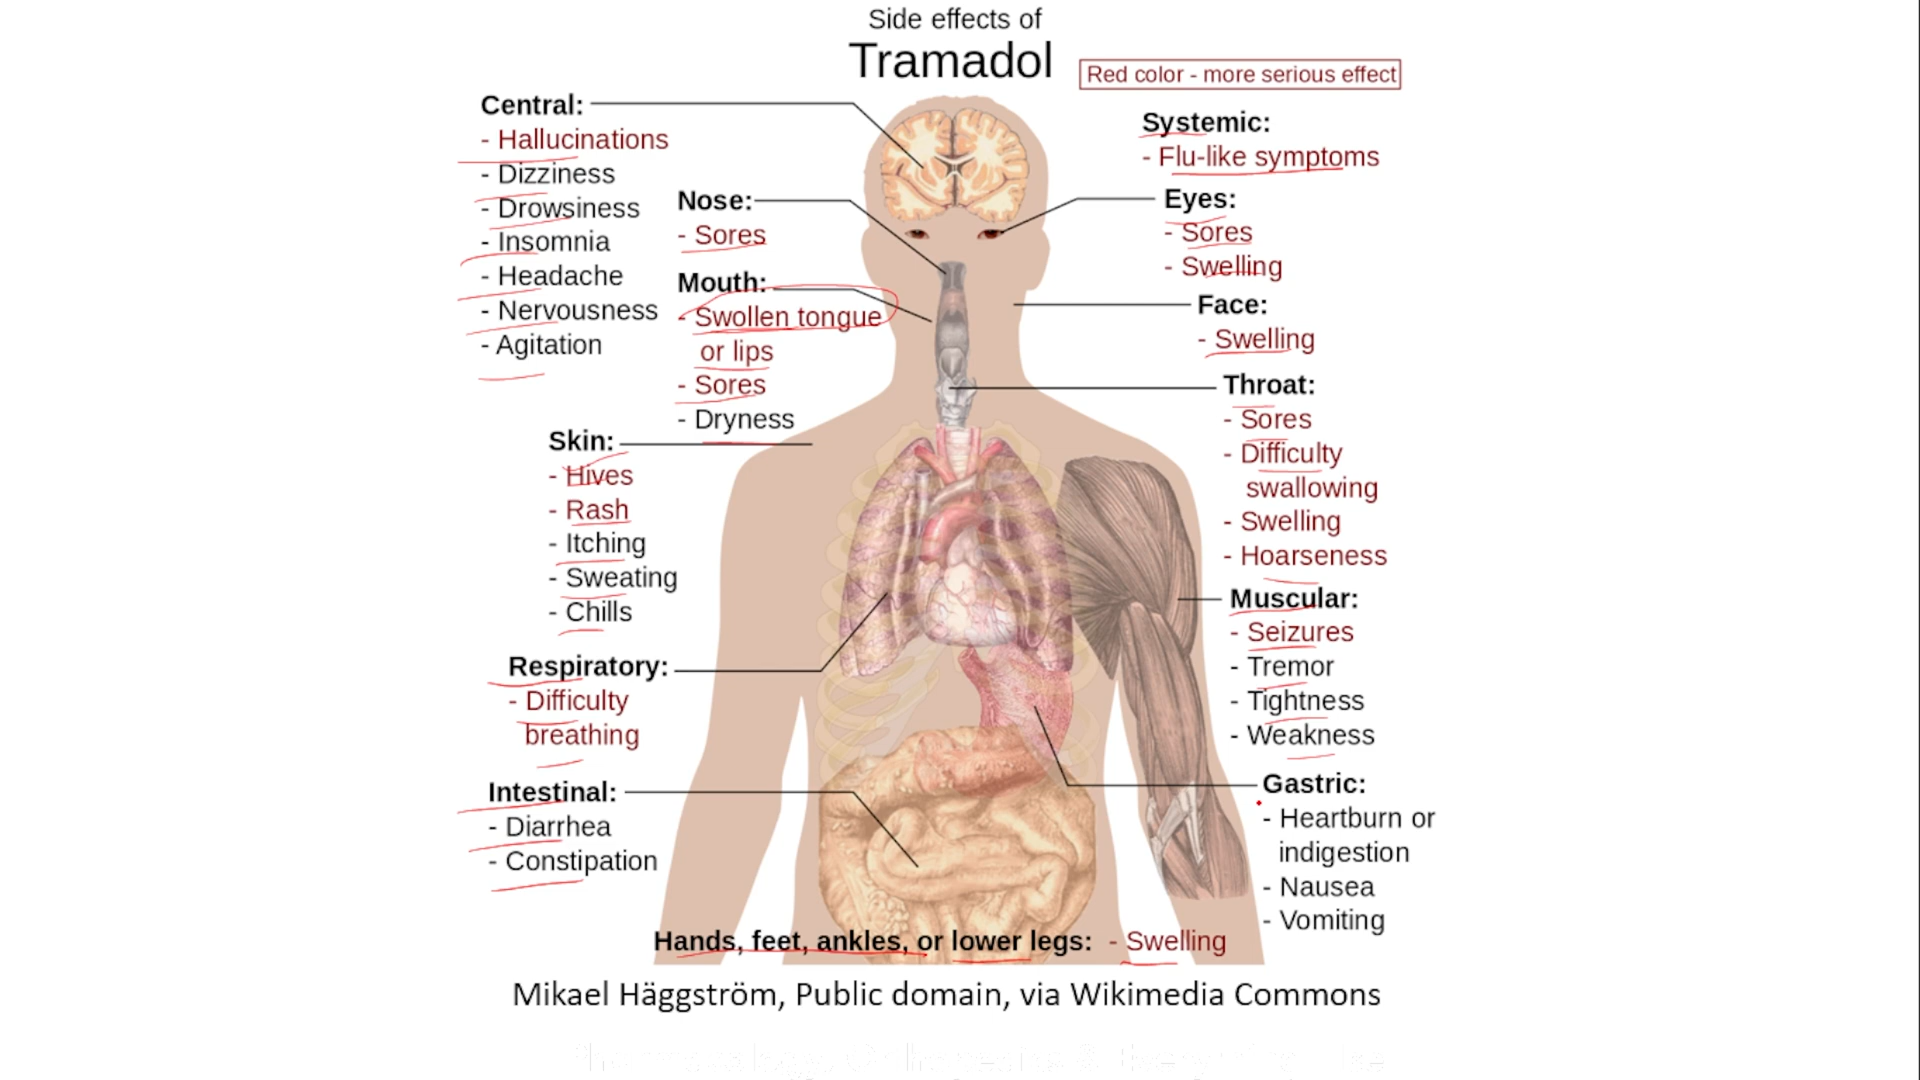 Side effects of
Tramadol
Red color - more serious effect
Central:
- Hallucinations
- Dizziness
- Drowsiness
- Insomnia
- Headache
- Nervousness
- Agitation
Nose:
- Sores
Mouth:
- Swollen tongue
or lips
- Sores
- Dryness
Skin:
- Hives
- Rash
- Itching
- Sweating
- Chills
Respiratory:
- Difficulty
breathing
Intestinal:
- Diarrhea
- Constipation
Systemic:
- Flu-like symptoms
Eyes:
- Sores
- Swelling
Face:
- Swelling
Throat:
- Sores
- Difficulty
swallowing
- Swelling
- Hoarseness
Muscular:
- Seizures
- Tremor
- Tightness
- Weakness
Gastric:
- Heartburn or
indigestion
- Nausea
- Vomiting
Hands, feet, ankles, or lower legs: - Swelling
Mikael Häggström, Public domain, via Wikimedia Commons